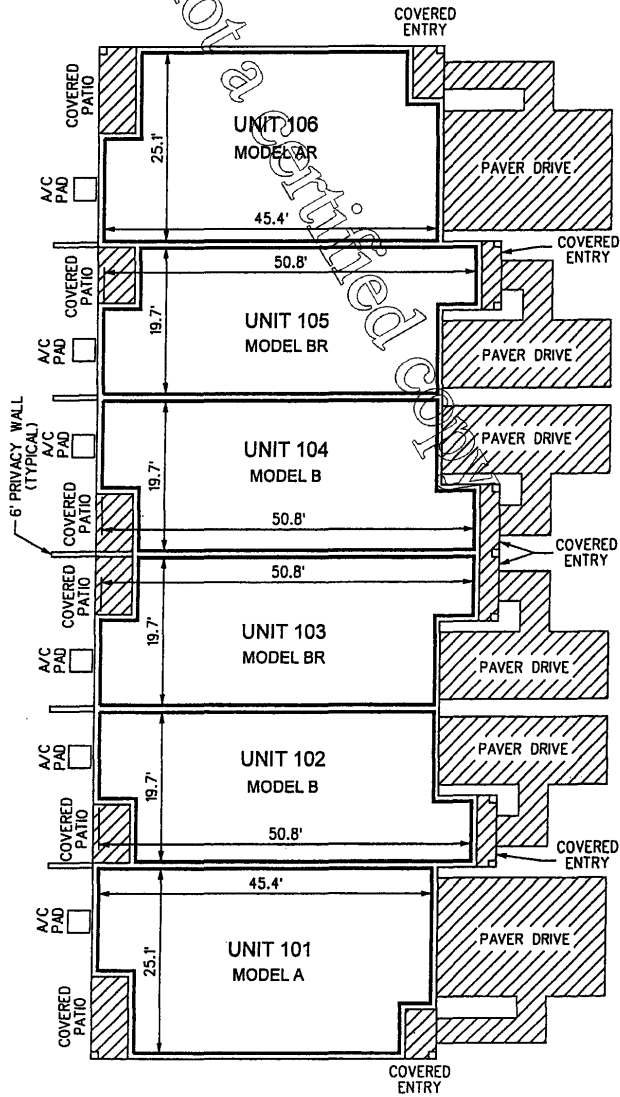 COVERED
ENTRY
COVERED
PATIO
UNIT 106
MODEL AR
25.1'
45.4'
A/C
PAD
PAVER DRIVE
COVERED
ENTRY
COVERED
PATIO
50.8'
UNIT 105
MODEL BR
19.7'
A/C
PAD
PAVER DRIVE
6' PRIVACY WALL
(TYPICAL)
A/C
PAD
UNIT 104
MODEL B
19.7'
50.8'
COVERED
PATIO
PAVER DRIVE
COVERED
ENTRY
COVERED
PATIO
50.8'
UNIT 103
MODEL BR
19.7'
A/C
PAD
PAVER DRIVE
A/C
PAD
UNIT 102
MODEL B
19.7'
50.8'
COVERED
PATIO
PAVER DRIVE
COVERED
ENTRY
45.4'
A/C
PAD
UNIT 101
MODEL A
25.1'
PAVER DRIVE
COVERED
PATIO
COVERED
ENTRY
not a certified copy